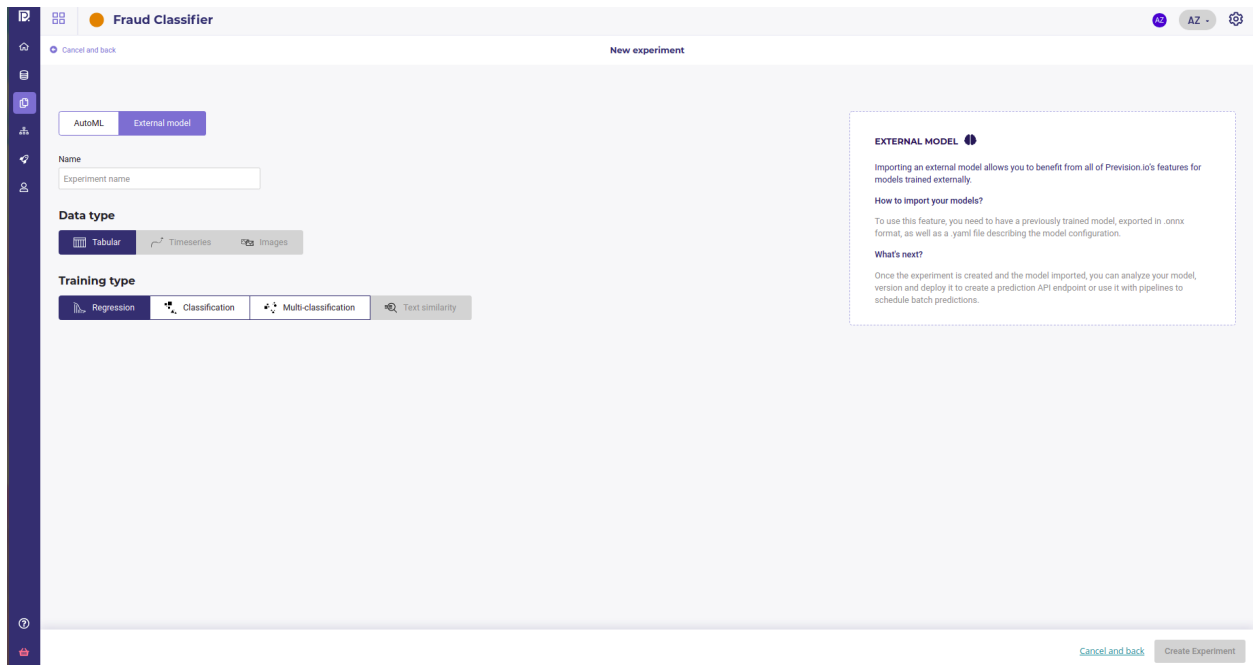 Fraud Classifier
AZ
AZ
Cancel and back
New experiment
AutoML
External model
Name
Experiment name
Data type
Tabular
Timeseries
Images
Training type
Regression
Classification
Multi-classification
Text similarity
EXTERNAL MODEL
Importing an external model allows you to benefit from all of Prevision.io's features for
models trained externally.
How to import your models?
To use this feature, you need to have a previously trained model, exported in .onnx
format, as well as a .yaml file describing the model configuration.
What's next?
Once the experiment is created and the model imported, you can analyze your model,
version and deploy it to create a prediction API endpoint or use it with pipelines to
schedule batch predictions.
Cancel and back
Create Experiment